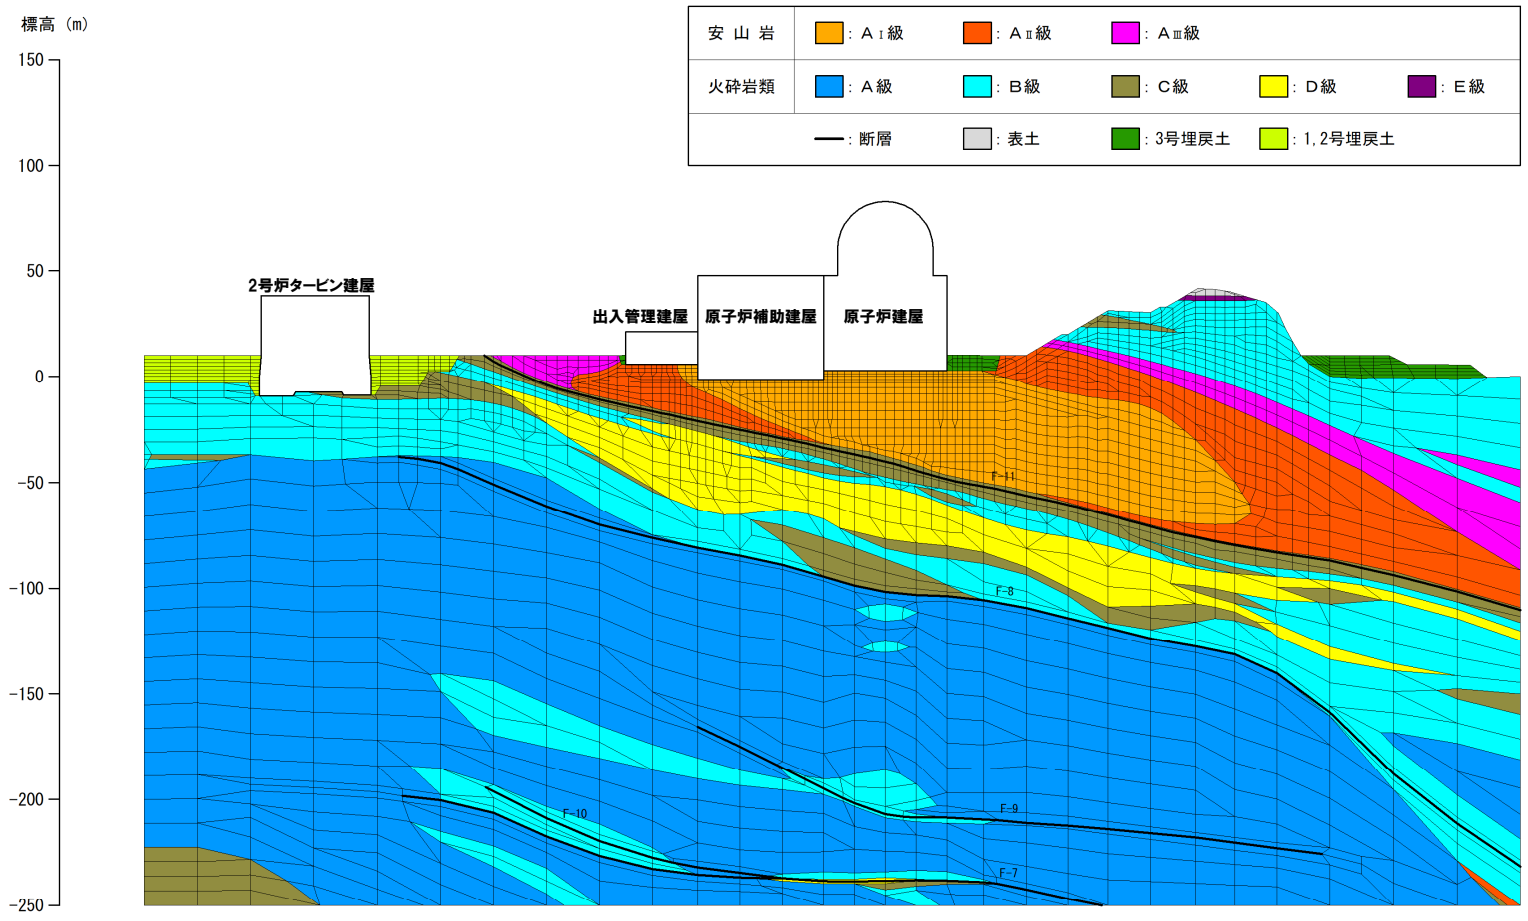 標高 (m)
安山岩
: AⅠ級
: AⅡ級
: AⅢ級
火砕岩類
: A級
: B級
: C級
: D級
: E級
: 断層
: 表土
: 3号埋戻土
: 1,2号埋戻土
150
100
50
0
-50
-100
-150
-200
-250
2号炉タービン建屋
出入管理建屋
原子炉補助建屋
原子炉建屋
F-11
F-8
F-9
F-10
F-7